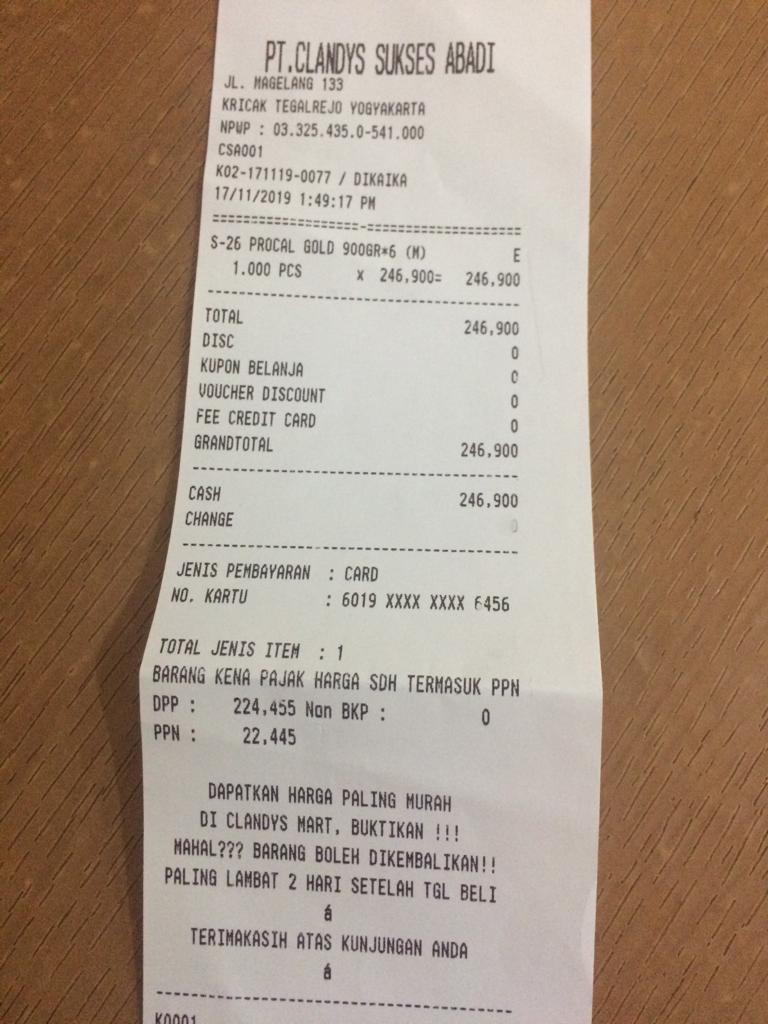 PT.CLANDYS SUKSES ABADI
JL. MAGELANG 133
KRICAK TEGALREJO YOGYAKARTA
NPWP : 03.325.435.0-541.000
CSA001
K02-171119-0077 / DIKAIKA
17/11/2019 1:49:17 PM
=====================-=====================
S-26 PROCAL GOLD 900GR*6 (M) E
1.000 PCS x 246,900= 246,900
----------------------------------------
TOTAL 246,900
DISC 0
KUPON BELANJA 0
VOUCHER DISCOUNT 0
FEE CREDIT CARD 0
GRANDTOTAL 246,900
----------------------------------------
CASH 246,900
CHANGE 0
----------------------------------------
JENIS PEMBAYARAN : CARD
NO. KARTU : 6019 XXXX XXXX 6456
TOTAL JENIS ITEM : 1
BARANG KENA PAJAK HARGA SDH TERMASUK PPN
DPP : 224,455 Non BKP : 0
PPN : 22,445
DAPATKAN HARGA PALING MURAH
DI CLANDYS MART, BUKTIKAN !!!
MAHAL??? BARANG BOLEH DIKEMBALIKAN!!
PALING LAMBAT 2 HARI SETELAH TGL BELI
á
TERIMAKASIH ATAS KUNJUNGAN ANDA
á
----------------------------------------
K0001